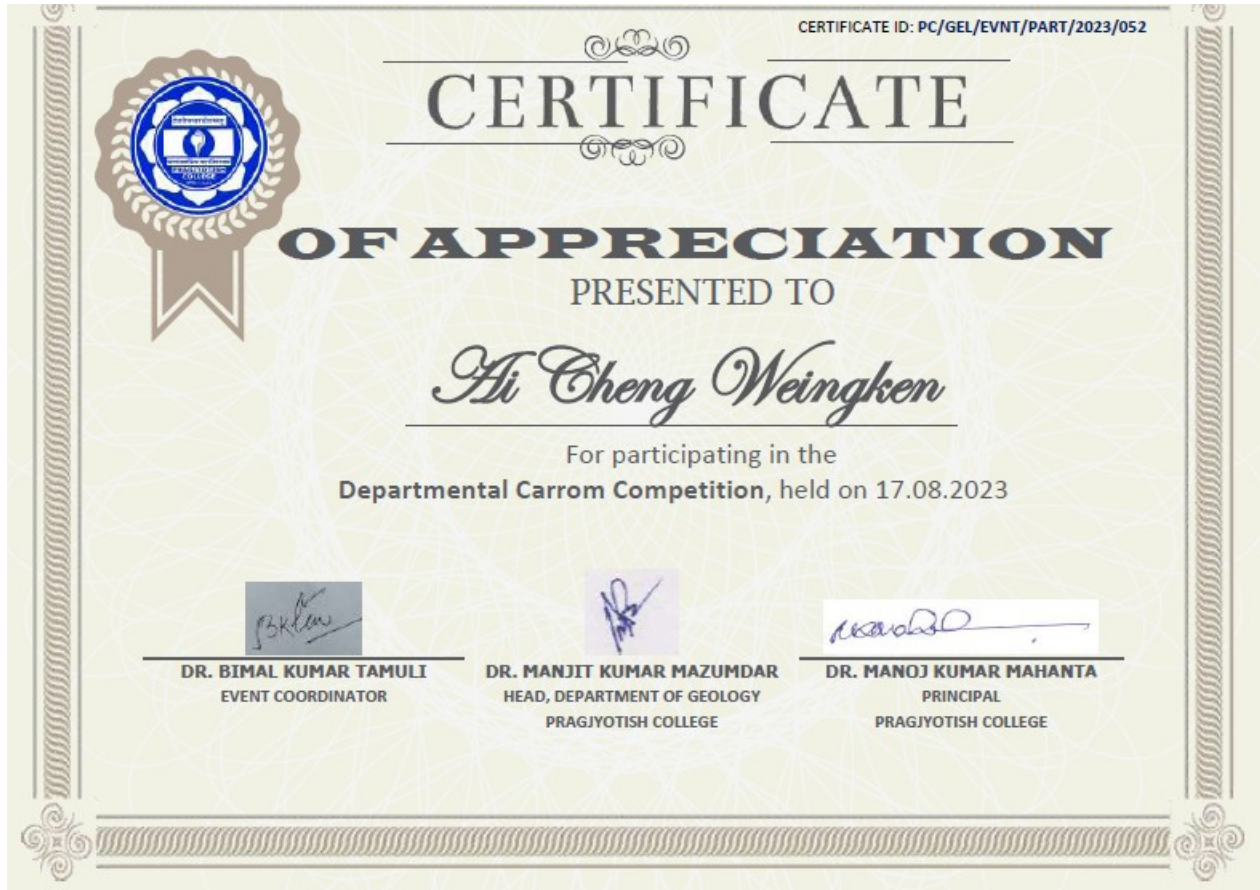 CERTIFICATE ID: PC/GEL/EVNT/PART/2023/052
CERTIFICATE
OF APPRECIATION
PRESENTED TO
Ai Cheng Weingken
For participating in the
Departmental Carrom Competition, held on 17.08.2023
DR. BIMAL KUMAR TAMULI
EVENT COORDINATOR
DR. MANJIT KUMAR MAZUMDAR
HEAD, DEPARTMENT OF GEOLOGY
PRAGJYOTISH COLLEGE
DR. MANOJ KUMAR MAHANTA
PRINCIPAL
PRAGJYOTISH COLLEGE
PRAGJYOTISH
COLLEGE